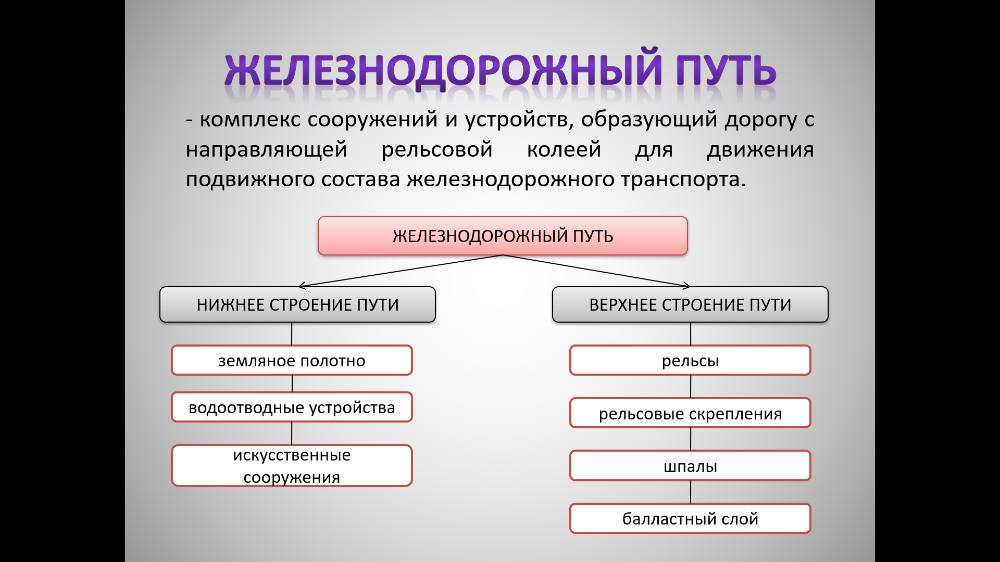 ЖЕЛЕЗНОДОРОЖНЫЙ ПУТЬ
- комплекс сооружений и устройств, образующий дорогу с
направляющей рельсовой колеей для движения
подвижного состава железнодорожного транспорта.
ЖЕЛЕЗНОДОРОЖНЫЙ ПУТЬ
НИЖНЕЕ СТРОЕНИЕ ПУТИ
земляное полотно
водоотводные устройства
искусственные
сооружения
ВЕРХНЕЕ СТРОЕНИЕ ПУТИ
рельсы
рельсовые скрепления
шпалы
балластный слой